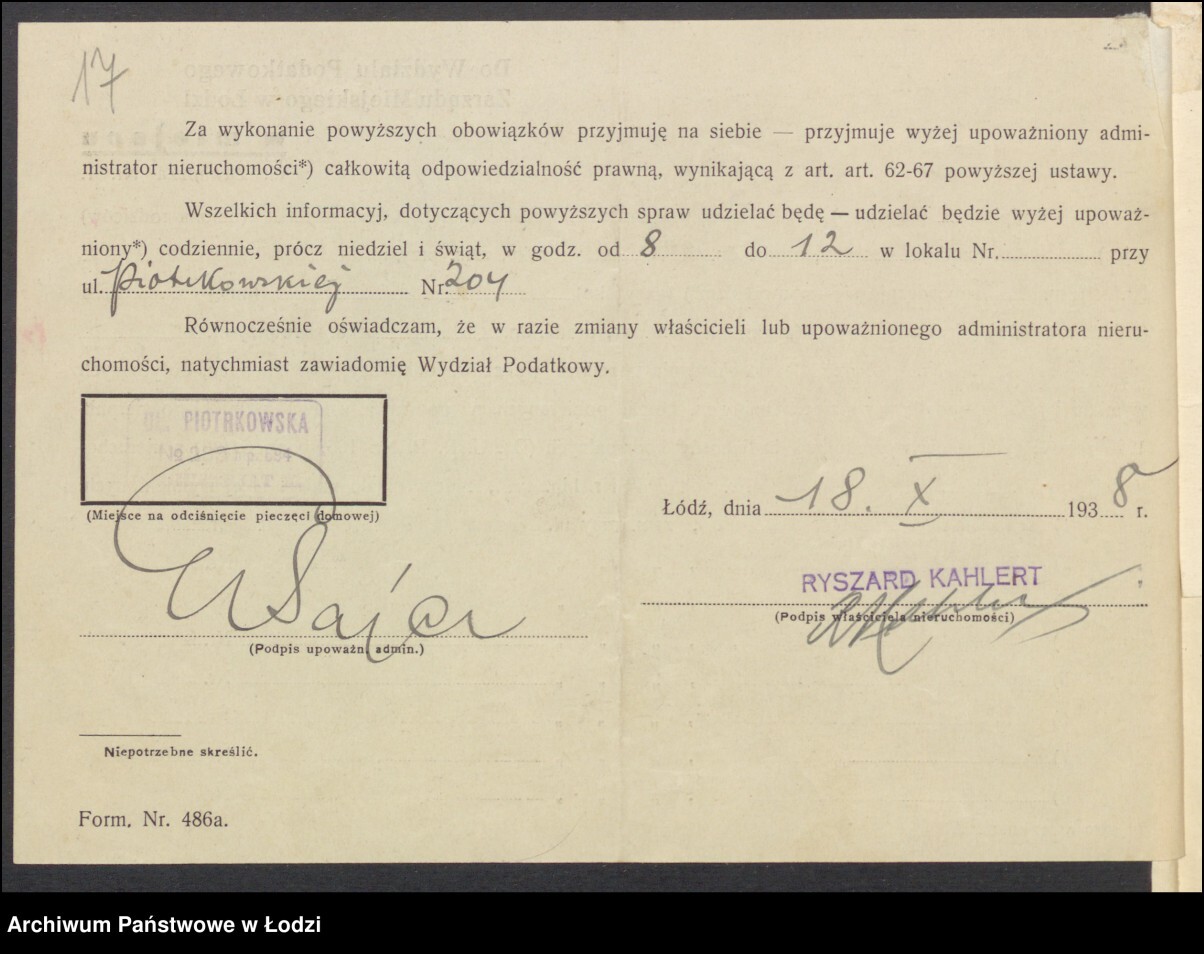 17
Za wykonanie powyższych obowiązków przyjmuję na siebie — przyjmuje wyżej upoważniony admi-
nistrator nieruchomości*) całkowitą odpowiedzialność prawną, wynikającą z art. art. 62-67 powyższej ustawy.
Wszelkich informacyj, dotyczących powyższych spraw udzielać będę — udzielać będzie wyżej upoważ-
niony*) codziennie, prócz niedziel i świąt, w godz. od 8 do 12 w lokalu Nr. przy
ul. Piotrkowskiej Nr. 204
Równocześnie oświadczam, że w razie zmiany właścicieli lub upoważnionego administratora nieru-
chomości, natychmiast zawiadomię Wydział Podatkowy.
UL. PIOTRKOWSKA
(Miejsce na odciśnięcie pieczęci domowej)
Łódź, dnia 18. X 1938 r.
RYSZARD KAHLERT
(Podpis właściciela nieruchomości)
(Podpis upoważn. admin.)
Niepotrzebne skreślić.
Form. Nr. 486a.
Archiwum Państwowe w Łodzi